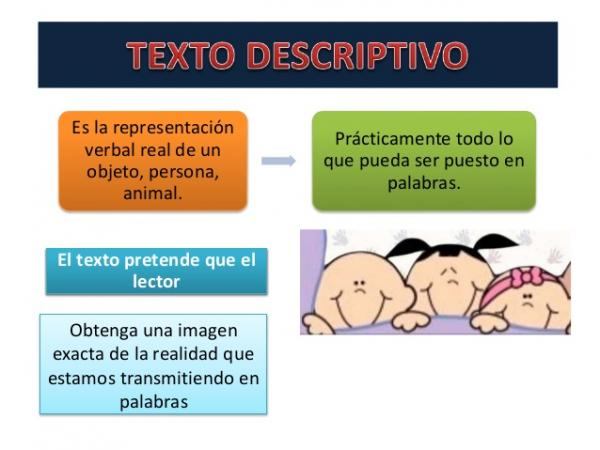 TEXTO DESCRIPTIVO
Es la representación
verbal real de un
objeto, persona,
animal.
Prácticamente todo lo
que pueda ser puesto en
palabras.
El texto pretende que el
lector
Obtenga una imagen
exacta de la realidad que
estamos transmitiendo en
palabras